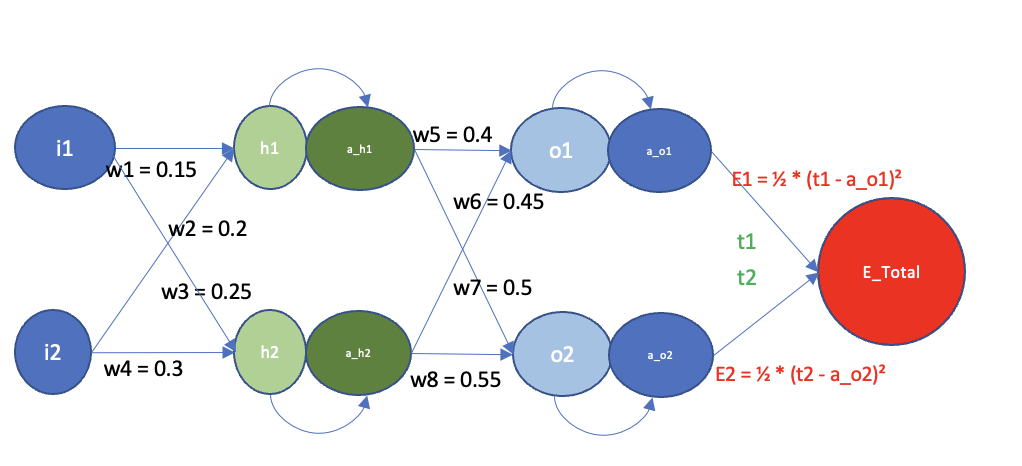 i1
h1
a_h1
w5 = 0.4
o1
a_o1
w1 = 0.15
E1 = ½ * (t1 - a_o1)²
w6 = 0.45
w2 = 0.2
t1
E_Total
t2
w3 = 0.25
w7 = 0.5
i2
h2
a_h2
o2
a_o2
w4 = 0.3
w8 = 0.55
E2 = ½ * (t2 - a_o2)²